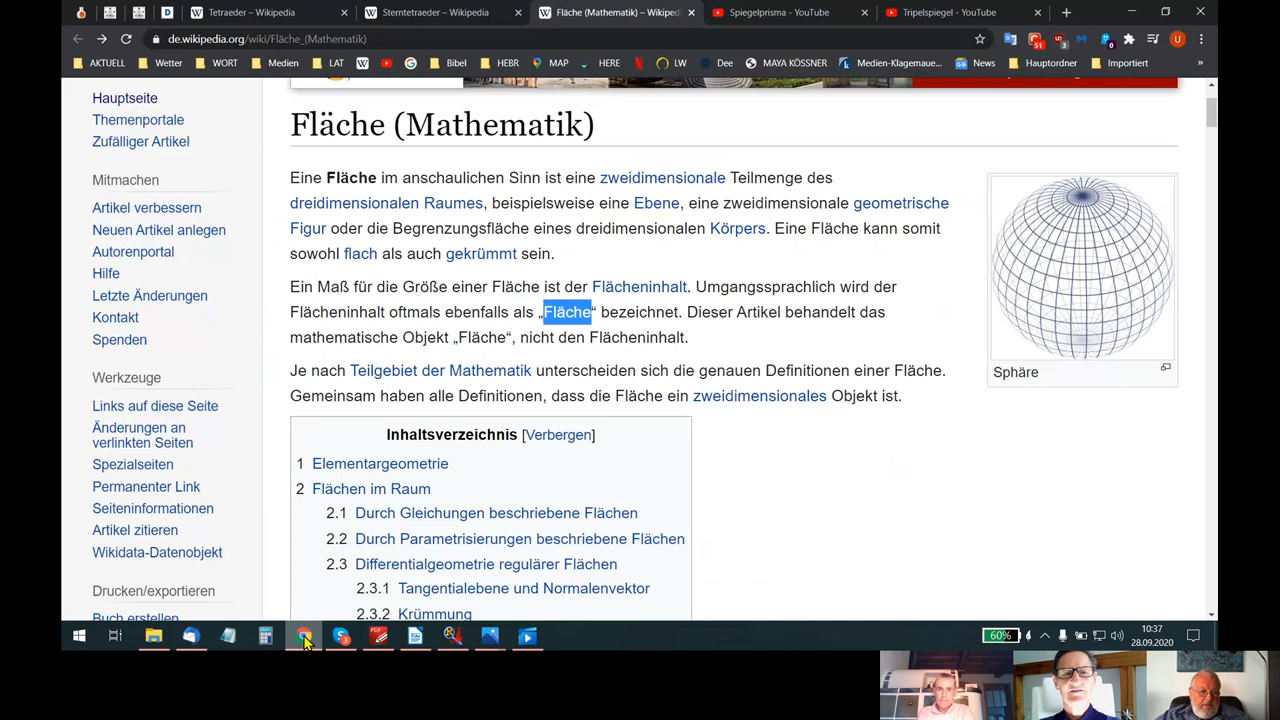 Tetraeder – Wikipedia
Sterntetraeder – Wikipedia
Fläche (Mathematik) – Wikiped
Spiegelprisma - YouTube
Tripelspiegel - YouTube
de.wikipedia.org/wiki/Fläche_(Mathematik)
AKTUELL Wetter WORT Medien LAT Bibel HEBR MAP HERE LW Dee MAYA KÖSSNER Medien-Klagemaue... News Hauptordner Importiert
Hauptseite
Themenportale
Zufälliger Artikel
Mitmachen
Artikel verbessern
Neuen Artikel anlegen
Autorenportal
Hilfe
Letzte Änderungen
Kontakt
Spenden
Werkzeuge
Links auf diese Seite
Änderungen an
verlinkten Seiten
Spezialseiten
Permanenter Link
Seiteninformationen
Artikel zitieren
Wikidata-Datenobjekt
Drucken/exportieren
Buch erstellen
Fläche (Mathematik)
Eine Fläche im anschaulichen Sinn ist eine zweidimensionale Teilmenge des
dreidimensionalen Raumes, beispielsweise eine Ebene, eine zweidimensionale geometrische
Figur oder die Begrenzungsfläche eines dreidimensionalen Körpers. Eine Fläche kann somit
sowohl flach als auch gekrümmt sein.
Ein Maß für die Größe einer Fläche ist der Flächeninhalt. Umgangssprachlich wird der
Flächeninhalt oftmals ebenfalls als „Fläche“ bezeichnet. Dieser Artikel behandelt das
mathematische Objekt „Fläche“, nicht den Flächeninhalt.
Je nach Teilgebiet der Mathematik unterscheiden sich die genauen Definitionen einer Fläche.
Gemeinsam haben alle Definitionen, dass die Fläche ein zweidimensionales Objekt ist.
Sphäre
Inhaltsverzeichnis [Verbergen]
1 Elementargeometrie
2 Flächen im Raum
2.1 Durch Gleichungen beschriebene Flächen
2.2 Durch Parametrisierungen beschriebene Flächen
2.3 Differentialgeometrie regulärer Flächen
2.3.1 Tangentialebene und Normalenvektor
2.3.2 Krümmung
60%
10:37
28.09.2020